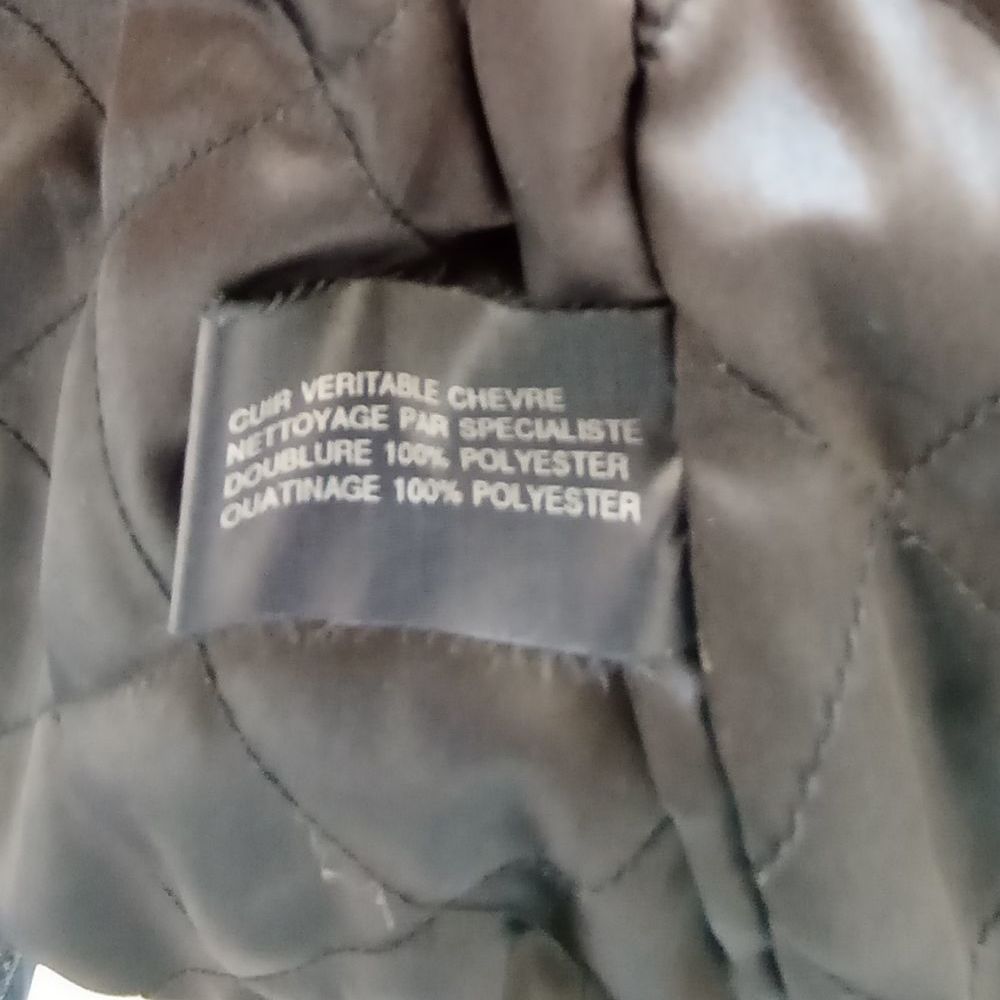 CUIR VERITABLE CHEVRE
NETTOYAGE PAR SPECIALISTE
DOUBLURE 100% POLYESTER
OUATINAGE 100% POLYESTER